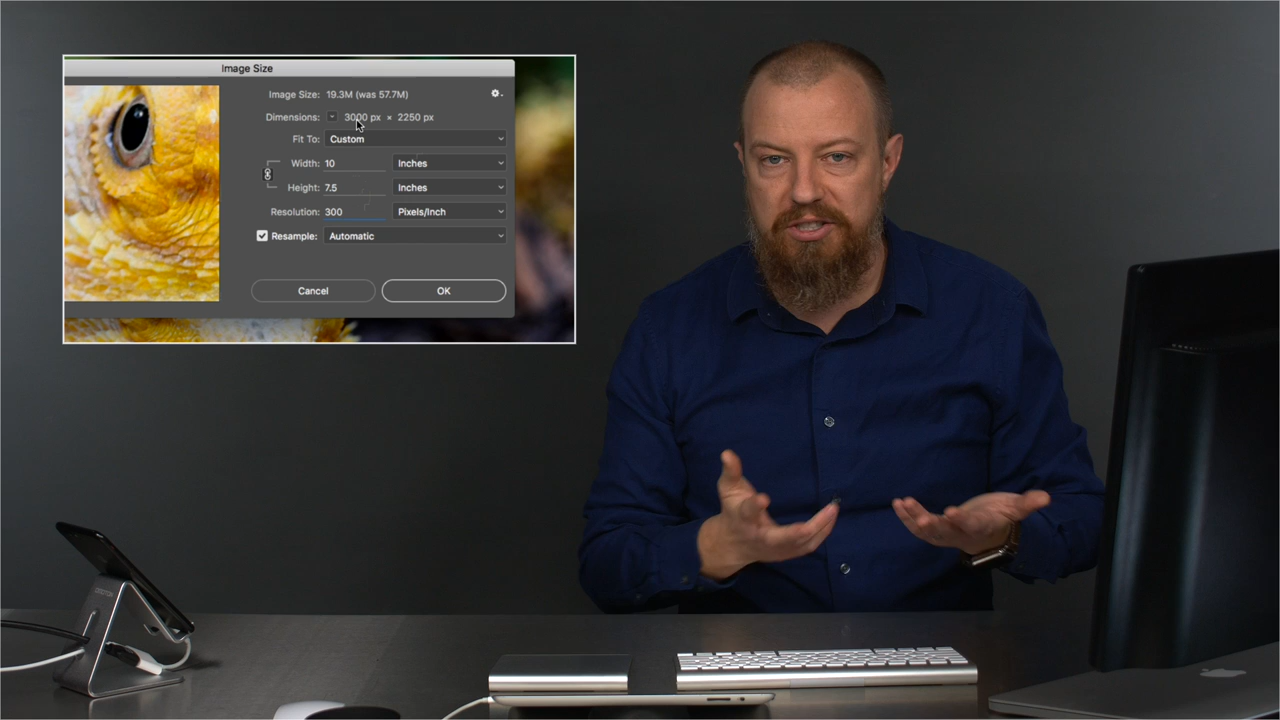 Image Size
Image Size: 19.3M (was 57.7M)
Dimensions: 3000 px × 2250 px
Fit To: Custom
Width: 10 Inches
Height: 7.5 Inches
Resolution: 300 Pixels/Inch
Resample: Automatic
Cancel OK